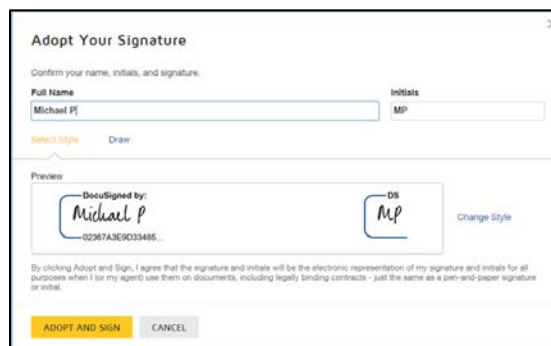 Adopt Your Signature
Confirm your name, initials, and signature.
Full Name
Initials
Michael P
MP
Select Style
Draw
Preview
DocuSigned by:
Michael P
02367A3E9D33485...
DS
MP
Change Style
By clicking Adopt and Sign, I agree that the signature and initials will be the electronic representation of my signature and initials for all
purposes when I (or my agent) use them on documents, including legally binding contracts - just the same as a pen-and-paper signature
or initial.
ADOPT AND SIGN
CANCEL